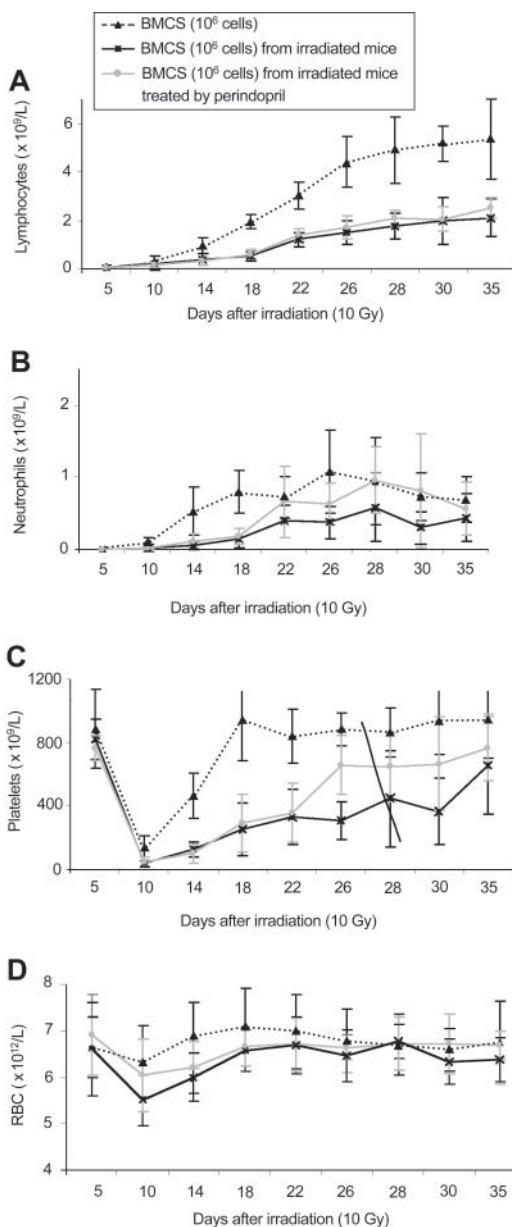 BMCS (10⁶ cells)
BMCS (10⁶ cells) from irradiated mice
BMCS (10⁶ cells) from irradiated mice
treated by perindopril
A
Lymphocytes (x10⁹/L)
6
4
2
0
5 10 14 18 22 26 28 30 35
Days after irradiation (10 Gy)
B
Neutrophils (x10⁹/L)
2
1
0
5 10 14 18 22 26 28 30 35
Days after irradiation (10 Gy)
C
Platelets (x10⁹/L)
1200
800
400
0
5 10 14 18 22 26 28 30 35
Days after irradiation (10 Gy)
D
RBC (x10¹²/L)
8
7
6
5
4
5 10 14 18 22 26 28 30 35
Days after irradiation (10 Gy)